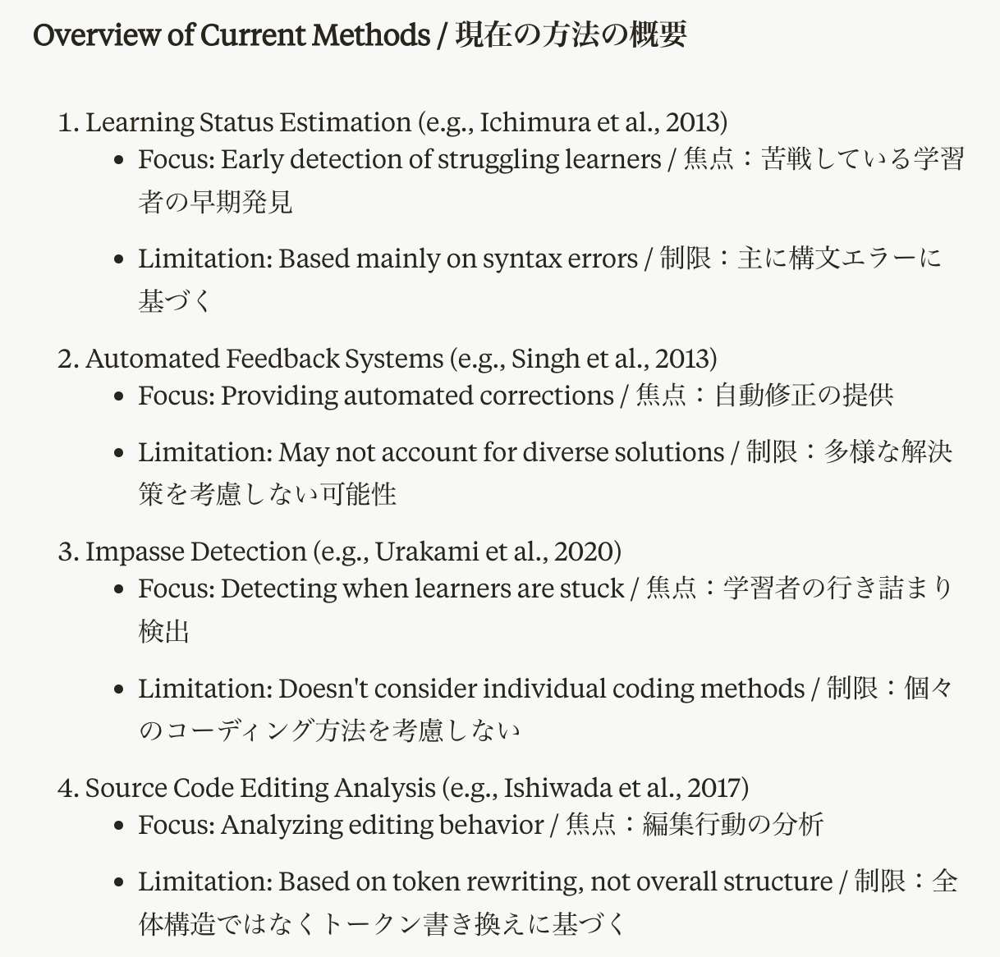 Overview of Current Methods / 現在の方法の概要
1. Learning Status Estimation (e.g., Ichimura et al., 2013)
• Focus: Early detection of struggling learners / 焦点：苦戦している学習
者の早期発見
• Limitation: Based mainly on syntax errors / 制限：主に構文エラーに
基づく
2. Automated Feedback Systems (e.g., Singh et al., 2013)
• Focus: Providing automated corrections / 焦点：自動修正の提供
• Limitation: May not account for diverse solutions / 制限：多様な解決
策を考慮しない可能性
3. Impasse Detection (e.g., Urakami et al., 2020)
• Focus: Detecting when learners are stuck / 焦点：学習者の行き詰まり
検出
• Limitation: Doesn't consider individual coding methods / 制限：個々
のコーディング方法を考慮しない
4. Source Code Editing Analysis (e.g., Ishiwada et al., 2017)
• Focus: Analyzing editing behavior / 焦点：編集行動の分析
• Limitation: Based on token rewriting, not overall structure / 制限：全
体構造ではなくトークン書き換えに基づく